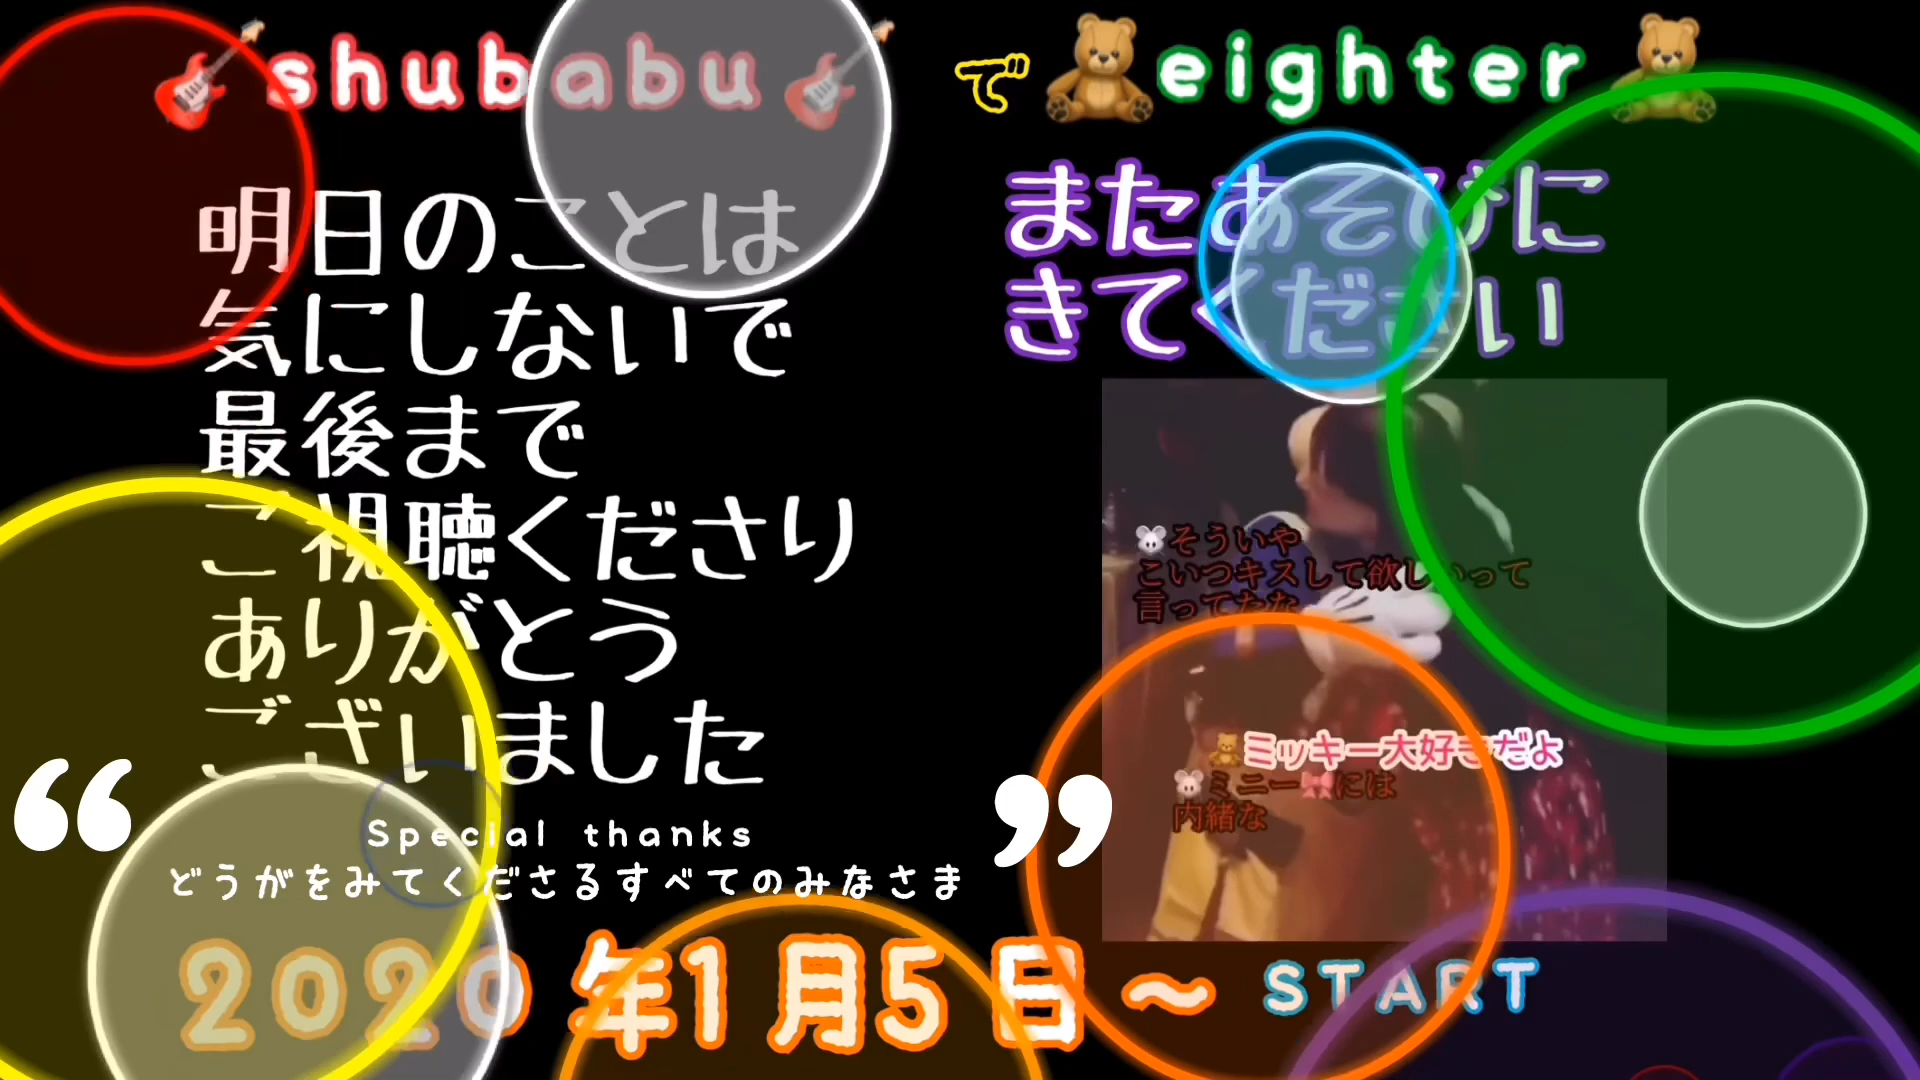 shubabu
で eighter
明日のことは
気にしないで
最後まで
ご視聴くださり
ありがとう
ございました
またあそびに
きてください
そういや
こいつキスして欲しいって
言ってたな
ミッキー大好きだよ
ミニーには
内緒な
“ ”
Special thanks
どうがをみてくださるすべてのみなさま
2020年1月5日〜 START